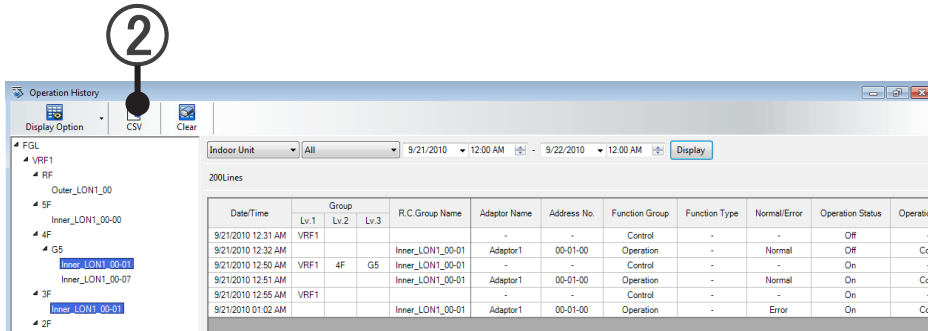 2
Operation History
Display Option CSV Clear
FGL
VRF1
RF
Outer_LON1_00
5F
Inner_LON1_00-00
4F
G5
Inner_LON1_00-01
Inner_LON1_00-07
3F
Inner_LON1_00-01
2F
Indoor Unit All 9/21/2010 12:00 AM - 9/22/2010 12:00 AM Display
200Lines
Date/Time Group R.C.Group Name Adaptor Name Address No. Function Group Function Type Normal/Error Operation Status Operatio
Lv.1 Lv.2 Lv.3
9/21/2010 12:31 AM VRF1 - - Control - - Off -
9/21/2010 12:32 AM Inner_LON1_00-01 Adaptor1 00-01-00 Operation - Normal Off Co
9/21/2010 12:50 AM VRF1 4F G5 Inner_LON1_00-01 - - Control - - On -
9/21/2010 12:51 AM Inner_LON1_00-01 Adaptor1 00-01-00 Operation - Normal On Co
9/21/2010 12:55 AM VRF1 - - Control - - On -
9/21/2010 01:02 AM Inner_LON1_00-01 Adaptor1 00-01-00 Operation - Error On Co